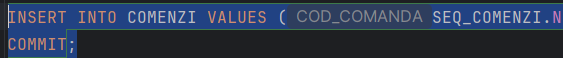 INSERT INTO COMENZI VALUES ( COD_COMANDA SEQ_COMENZI.N
COMMIT;